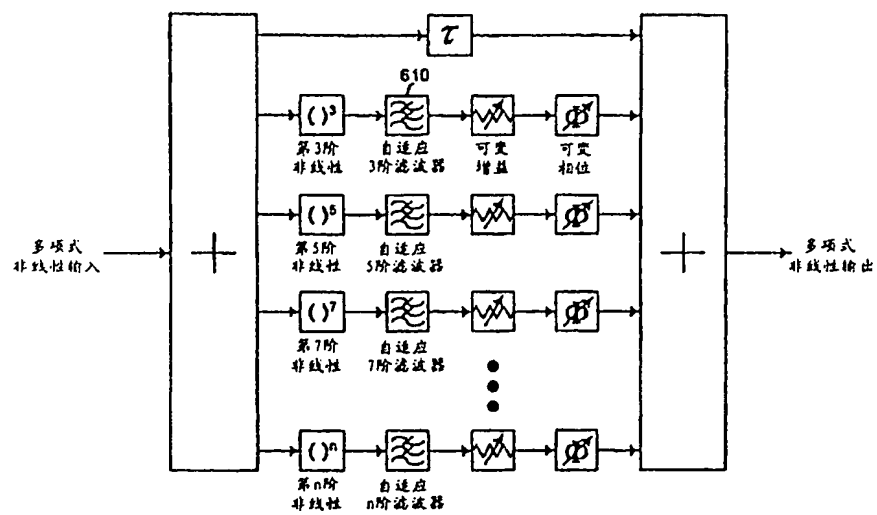 τ
610
( )³
第3阶
非线性
自适应
3阶滤波器
可变
增益
Φ
可变
相位
( )⁵
第5阶
非线性
自适应
5阶滤波器
Φ
多项式
非线性输入
+
+
多项式
非线性输出
( )⁷
第7阶
非线性
自适应
7阶滤波器
Φ
( )ⁿ
第n阶
非线性
自适应
n阶滤波器
Φ